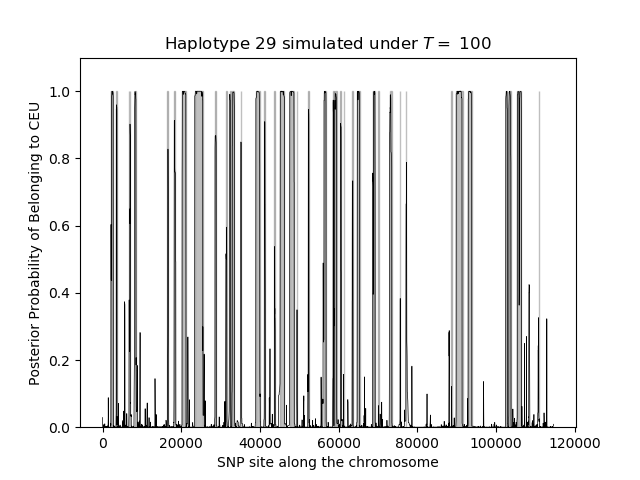 Haplotype 29 simulated under T = 100
Posterior Probability of Belonging to CEU
1.0
0.8
0.6
0.4
0.2
0.0
0 20000 40000 60000 80000 100000 120000
SNP site along the chromosome